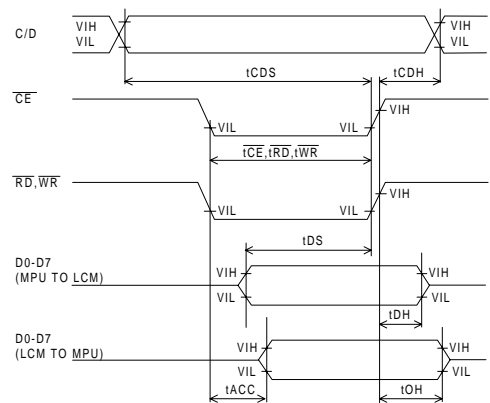 C/D VIH VIH
VIL VIL
tCDS tCDH
CE
VIH
VIL VIL
tCE,tRD,tWR
RD,WR
VIH
VIL VIL
tDS
D0-D7
(MPU TO LCM) VIH VIH
VIL VIL
tDH
D0-D7
(LCM TO MPU) VIH VIH
VIL VIL
tACC tOH